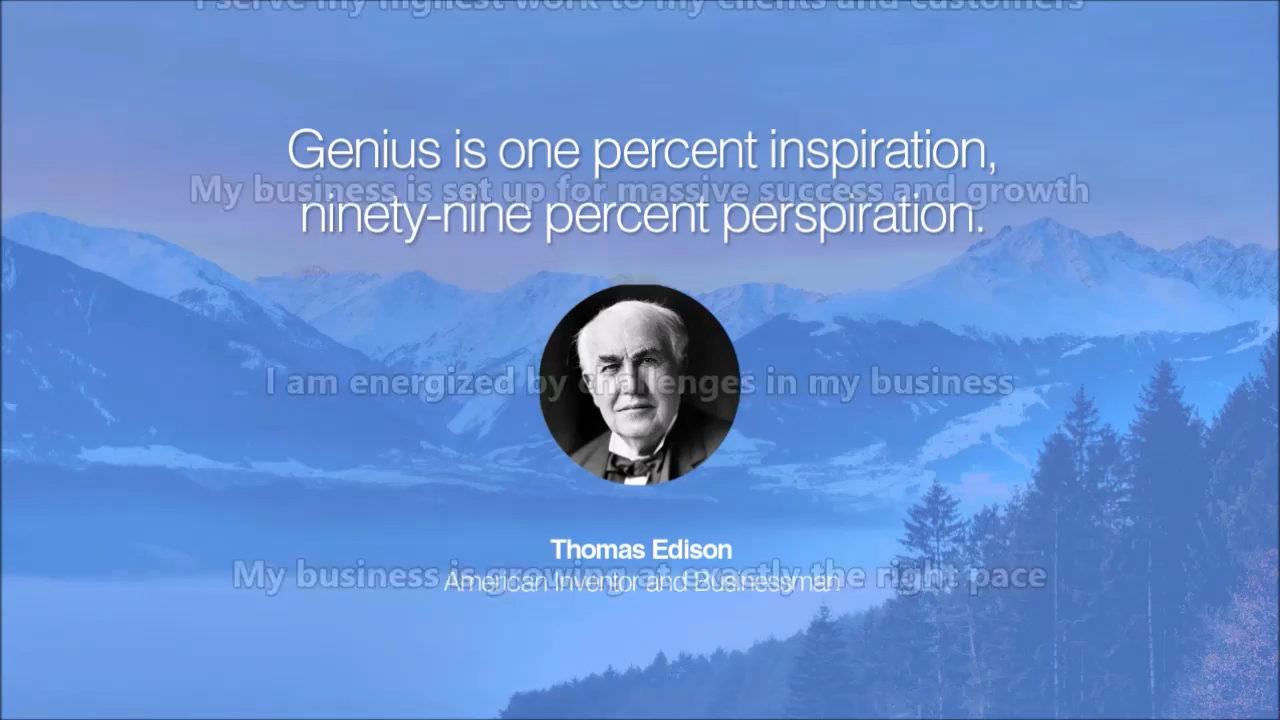 I serve my highest work to my clients and customers
Genius is one percent inspiration,
My business is set up for massive success and growth
ninety-nine percent perspiration.
I am energized by challenges in my business
Thomas Edison
My business is growing at exactly the right pace
American Inventor and Businessman